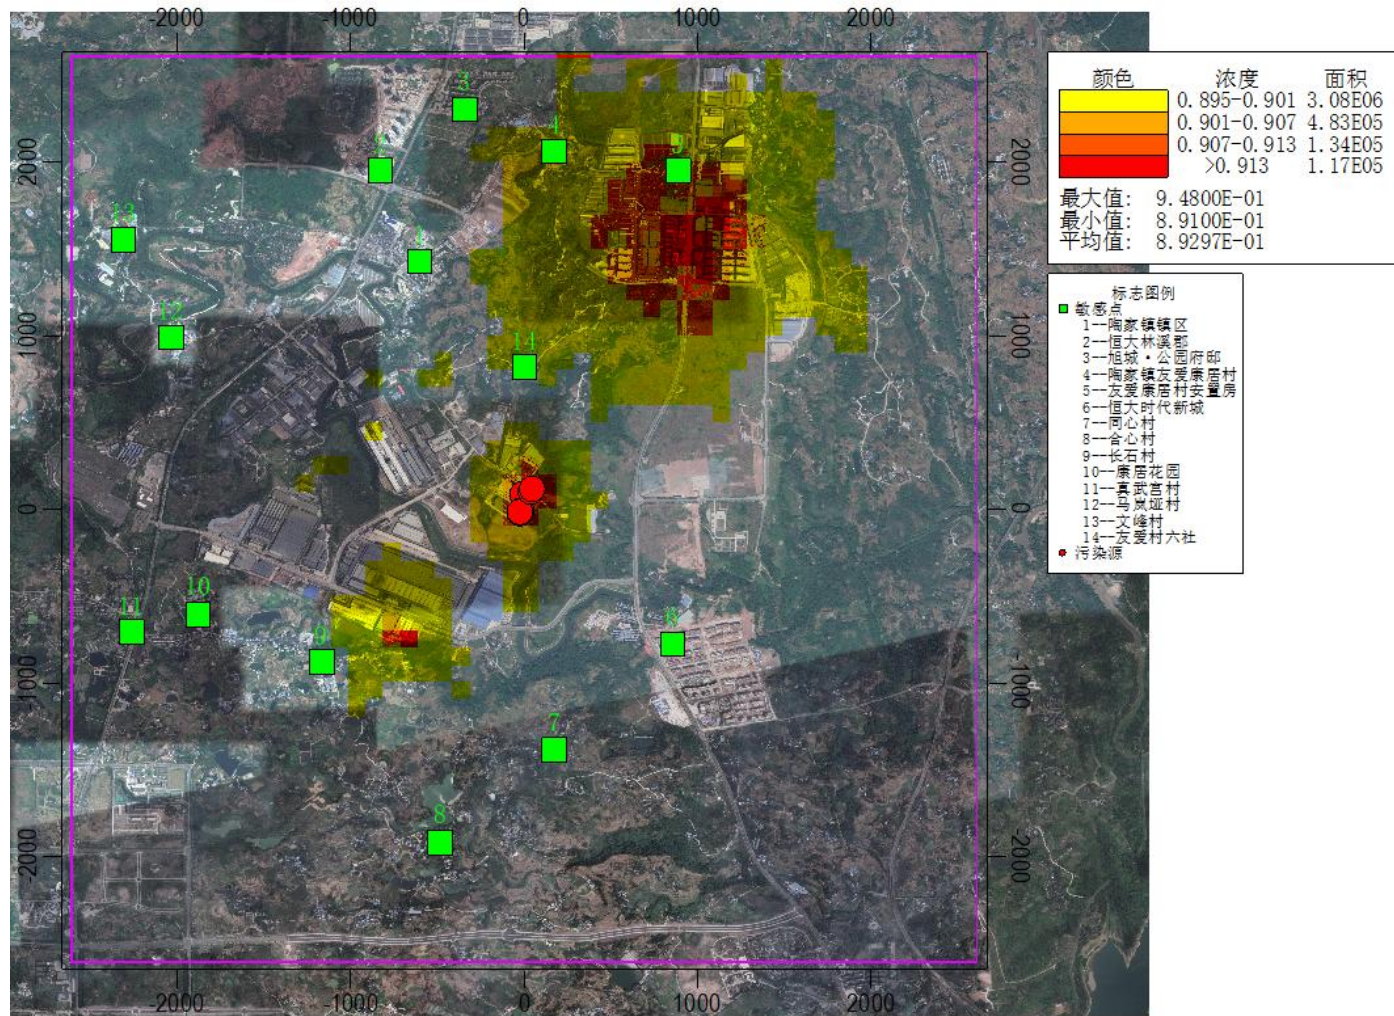 -2000 -1000 0 1000 2000
3
4
2
9
13
1
12
14
10
11
9
8
7
8
2000
1000
0
-1000
-2000
2000
1000
0
-1000
-2000
-2000 -1000 0 1000 2000
颜色 浓度 面积
0.895-0.901 3.08E06
0.901-0.907 4.83E05
0.907-0.913 1.34E05
>0.913 1.17E05
最大值: 9.4800E-01
最小值: 8.9100E-01
平均值: 8.9297E-01
标志图例
敏感点
1--陶家镇镇区
2--恒大林溪郡
3--旭城·公园府邸
4--陶家镇友爱康居村
5--友爱康居村安置房
6--恒大时代新城
7--同心村
8--合心村
9--长石村
10--康居花园
11--真武宫村
12--马岚垭村
13--文峰村
14--友爱村六社
污染源